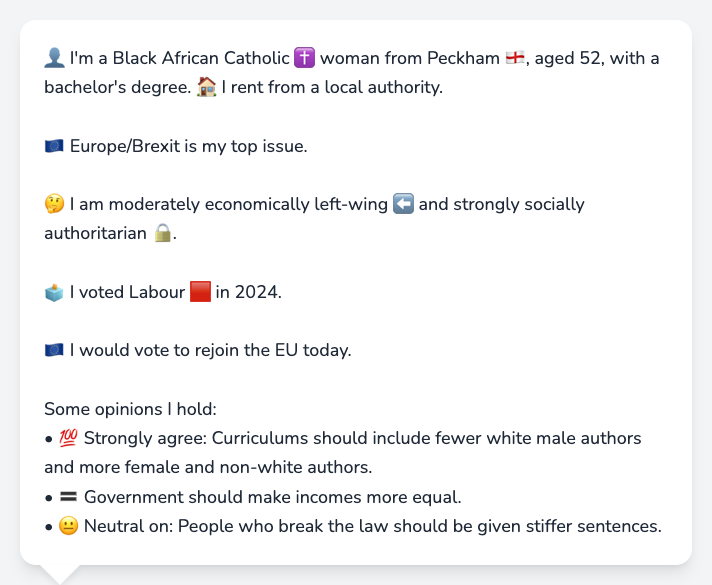 👤 I'm a Black African Catholic ✝️ woman from Peckham 🏴󠁧󠁢󠁥󠁮󠁧󠁿, aged 52, with a
bachelor's degree. 🏠 I rent from a local authority.
🇪🇺 Europe/Brexit is my top issue.
🤔 I am moderately economically left-wing ⬅️ and strongly socially
authoritarian 🔒.
🗳️ I voted Labour 🟥 in 2024.
🇪🇺 I would vote to rejoin the EU today.
Some opinions I hold:
• 💯 Strongly agree: Curriculums should include fewer white male authors
and more female and non-white authors.
• 🟰 Government should make incomes more equal.
• 😐 Neutral on: People who break the law should be given stiffer sentences.